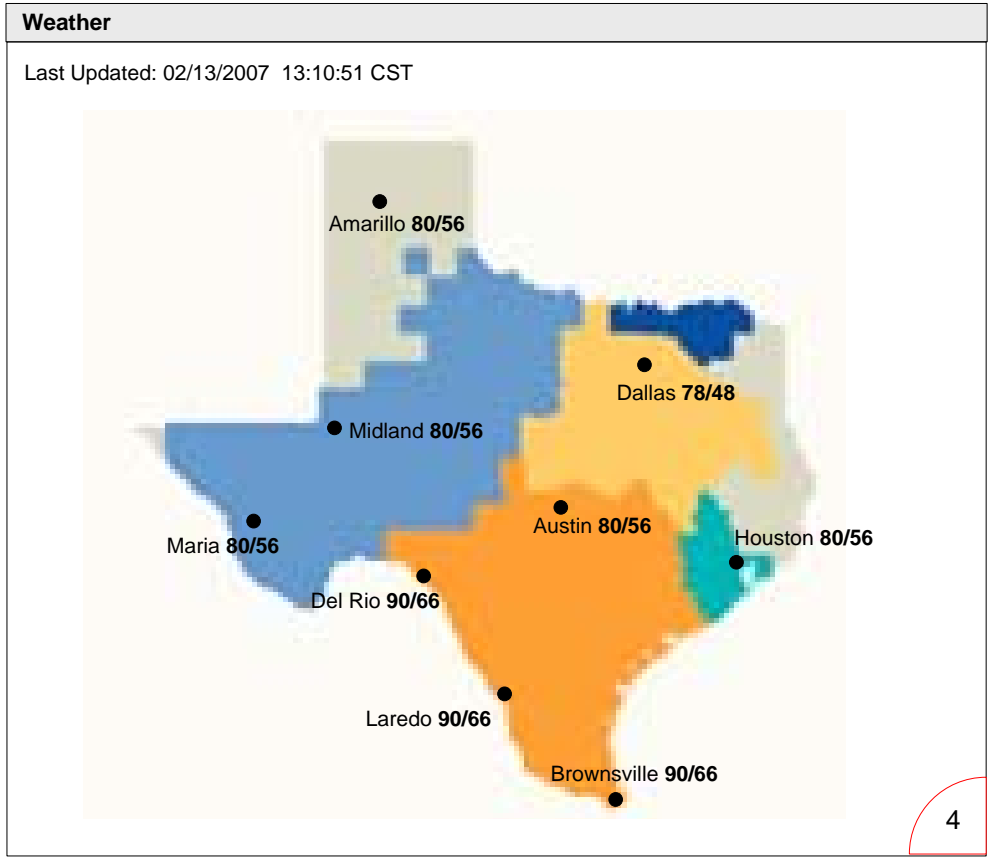 Weather
Last Updated: 02/13/2007  13:10:51 CST
Amarillo 80/56
Dallas 78/48
Midland 80/56
Austin 80/56
Houston 80/56
Maria 80/56
Del Rio 90/66
Laredo 90/66
Brownsville 90/66
4